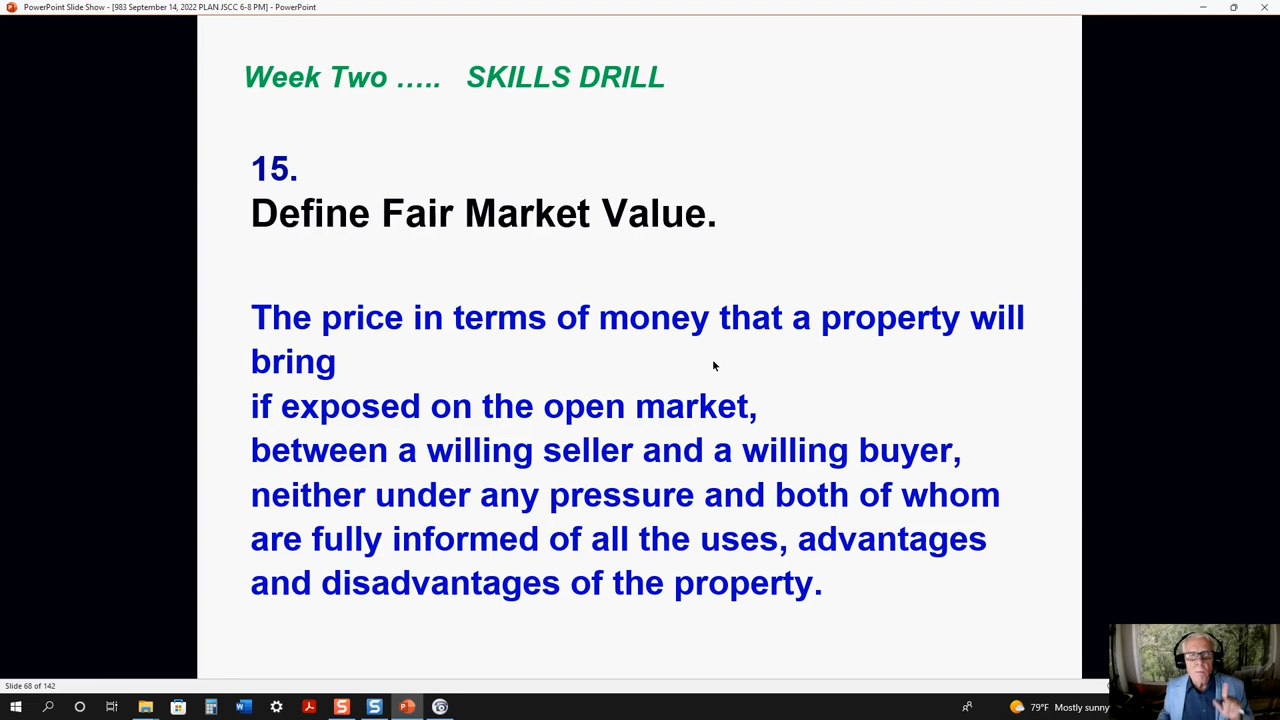 PowerPoint Slide Show - [983 September 14, 2022 PLAN JSCC 6-8 PM] - PowerPoint
Week Two ..... SKILLS DRILL
15.
Define Fair Market Value.
The price in terms of money that a property will
bring
if exposed on the open market,
between a willing seller and a willing buyer,
neither under any pressure and both of whom
are fully informed of all the uses, advantages
and disadvantages of the property.
Slide 68 of 142
79°F Mostly sunny